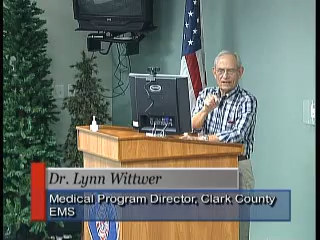 Dr. Lynn Wittwer
Medical Program Director, Clark County
EMS